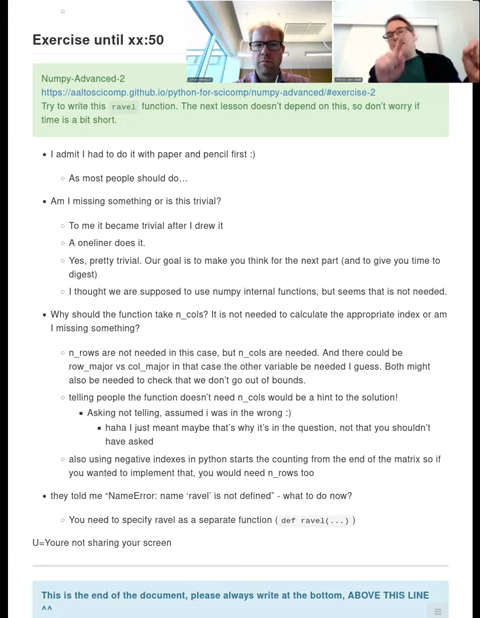 Exercise until xx:50
Numpy-Advanced-2
https://aaltoscicomp.github.io/python-for-scicomp/numpy-advanced/#exercise-2
Try to write this ravel function. The next lesson doesn't depend on this, so don't worry if
time is a bit short.
• I admit I had to do it with paper and pencil first :)
◦ As most people should do…
• Am I missing something or is this trivial?
◦ To me it became trivial after I drew it
◦ A oneliner does it.
◦ Yes, pretty trivial. Our goal is to make you think for the next part (and to give you time to
digest)
◦ I thought we are supposed to use numpy internal functions, but seems that is not needed.
• Why should the function take n_cols? It is not needed to calculate the appropriate index or am
I missing something?
◦ n_rows are not needed in this case, but n_cols are needed. And there could be
row_major vs col_major in that case the other variable be needed I guess. Both might
also be needed to check that we don't go out of bounds.
◦ telling people the function doesn't need n_cols would be a hint to the solution!
▪ Asking not telling, assumed i was in the wrong :)
▪ haha I just meant maybe that's why it's in the question, not that you shouldn't
have asked
◦ also using negative indexes in python starts the counting from the end of the matrix so if
you wanted to implement that, you would need n_rows too
• they told me “NameError: name ‘ravel’ is not defined” - what to do now?
◦ You need to specify ravel as a separate function ( def ravel(...) )
U=Youre not sharing your screen
This is the end of the document, please always write at the bottom, ABOVE THIS LINE
^^